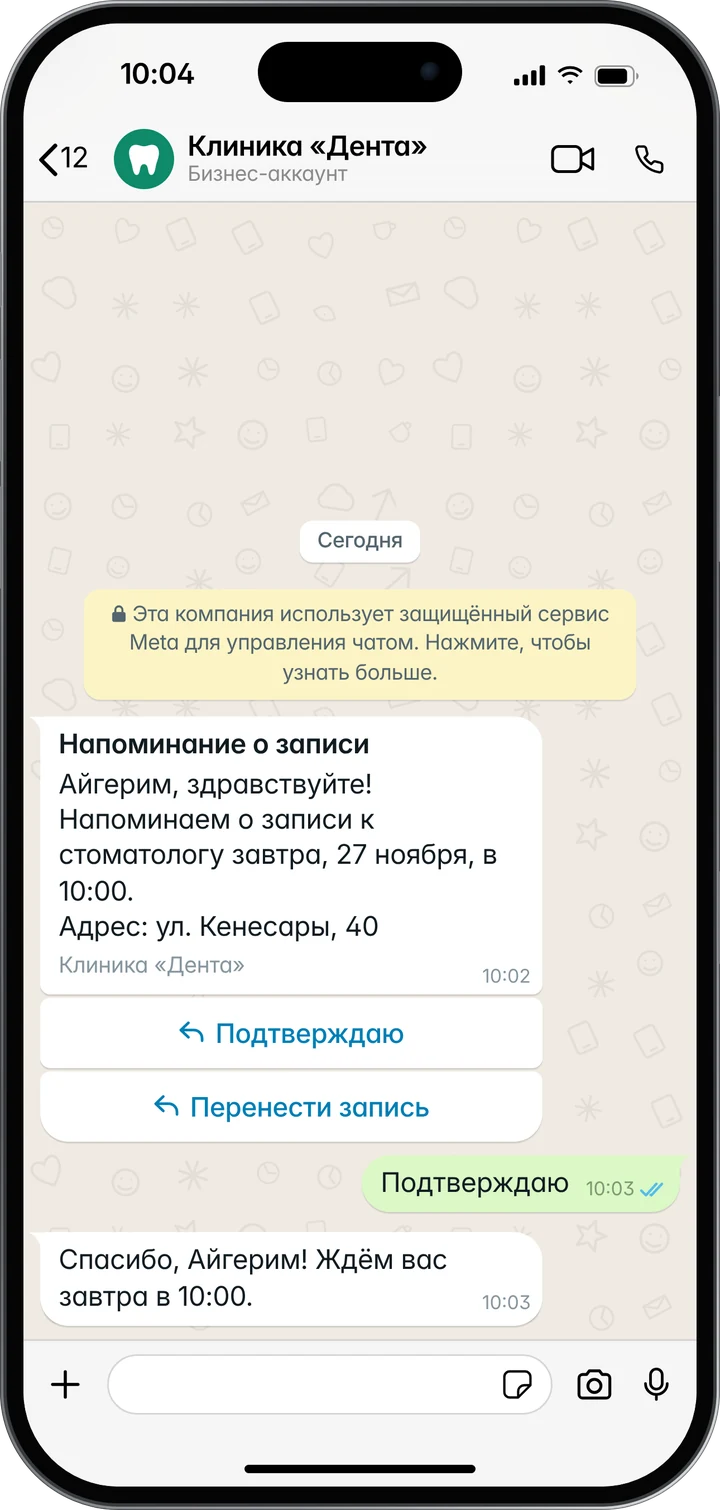 10:04
12
Клиника «Дента»
Бизнес-аккаунт
Сегодня
Эта компания использует защищённый сервис
Meta для управления чатом. Нажмите, чтобы
узнать больше.
Напоминание о записи
Айгерим, здравствуйте!
Напоминаем о записи к
стоматологу завтра, 27 ноября, в
10:00.
Адрес: ул. Кенесары, 40
Клиника «Дента»
10:02
Подтверждаю
Перенести запись
Подтверждаю 10:03
Спасибо, Айгерим! Ждём вас
завтра в 10:00.
10:03